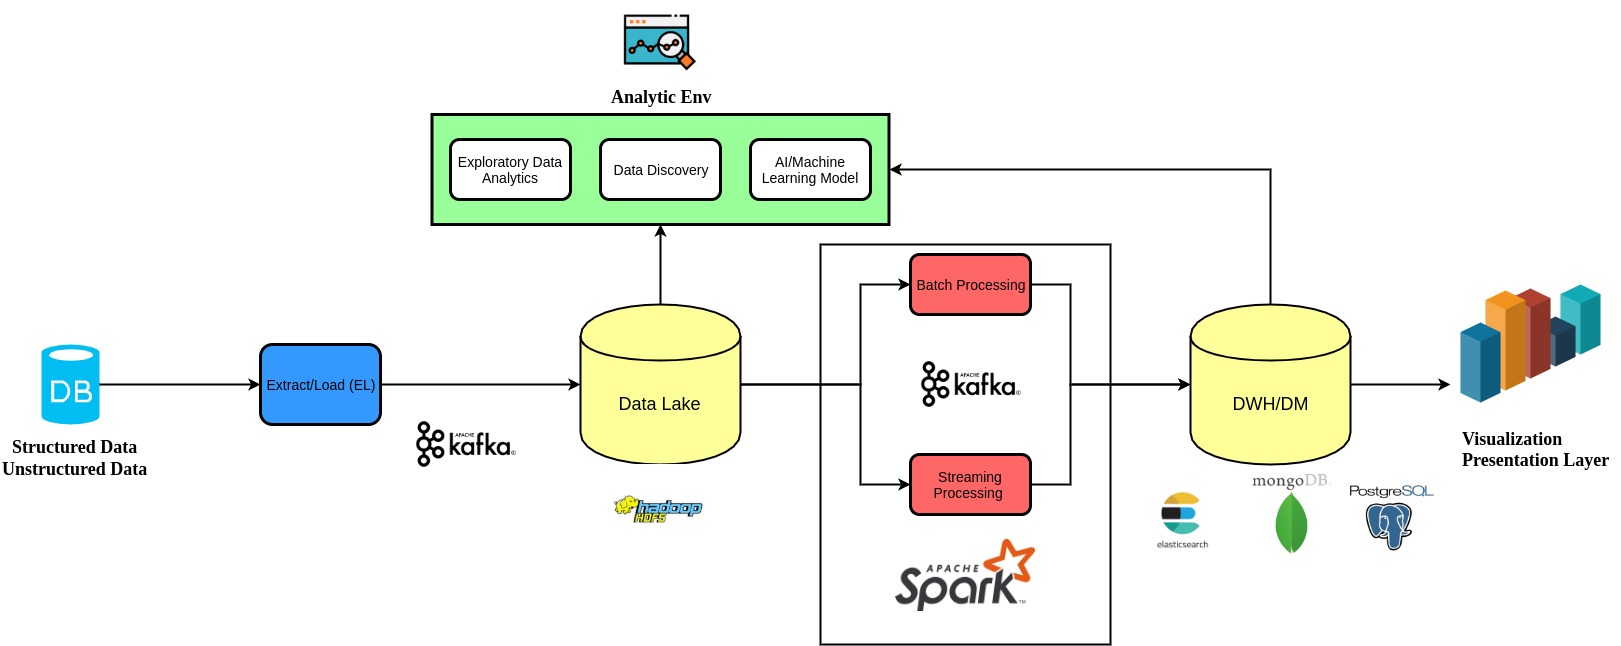 Analytic Env
Exploratory Data
Analytics
Data Discovery
AI/Machine
Learning Model
DB
Structured Data
Unstructured Data
Extract/Load (EL)
APACHE
kafka®
Data Lake
hadoop
HDFS
Batch Processing
APACHE
kafka®
Streaming
Processing
APACHE
Spark™
DWH/DM
elasticsearch
mongoDB.
PostgreSQL
Visualization
Presentation Layer